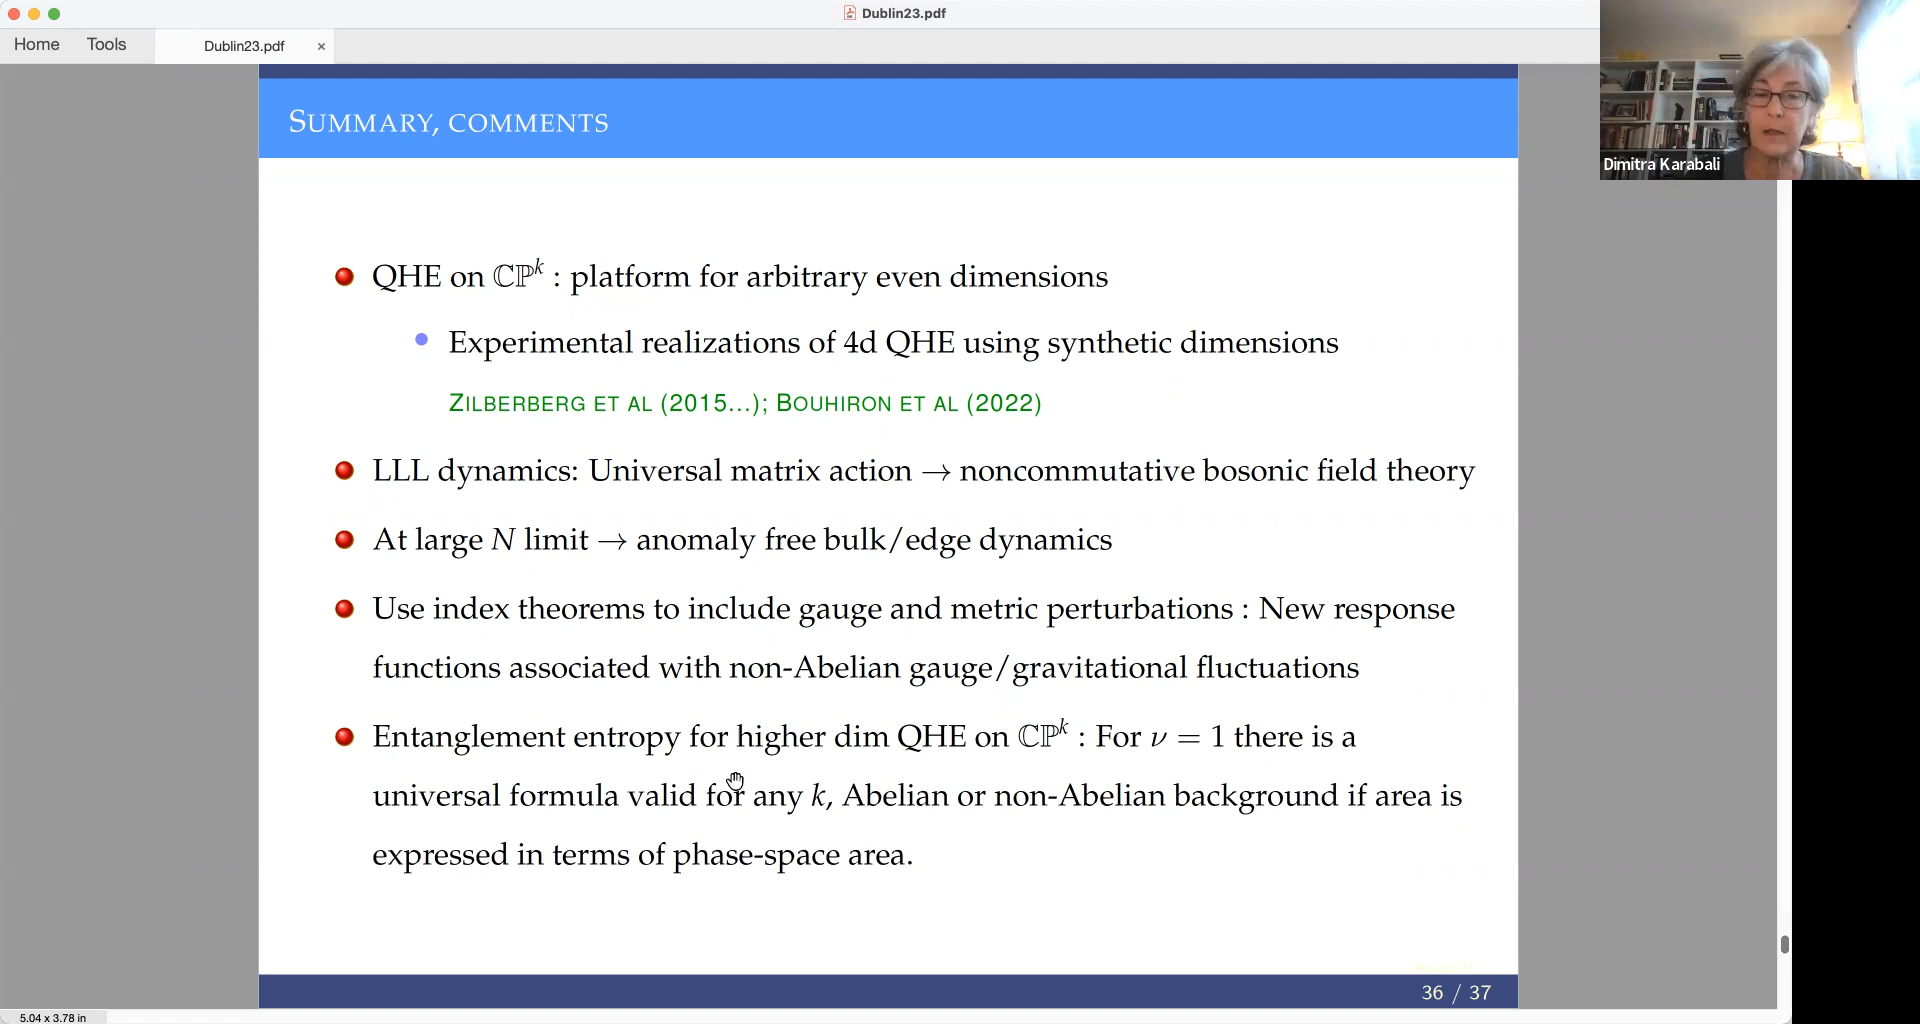 Dublin23.pdf
Home Tools Dublin23.pdf ×
Dimitra Karabali
SUMMARY, COMMENTS
QHE on ℂℙᵏ : platform for arbitrary even dimensions
Experimental realizations of 4d QHE using synthetic dimensions
ZILBERBERG ET AL (2015...); BOUHIRON ET AL (2022)
LLL dynamics: Universal matrix action → noncommutative bosonic field theory
At large N limit → anomaly free bulk/edge dynamics
Use index theorems to include gauge and metric perturbations : New response
functions associated with non-Abelian gauge/gravitational fluctuations
Entanglement entropy for higher dim QHE on ℂℙᵏ : For ν = 1 there is a
universal formula valid for any k, Abelian or non-Abelian background if area is
expressed in terms of phase-space area.
36 / 37
5.04 x 3.78 in